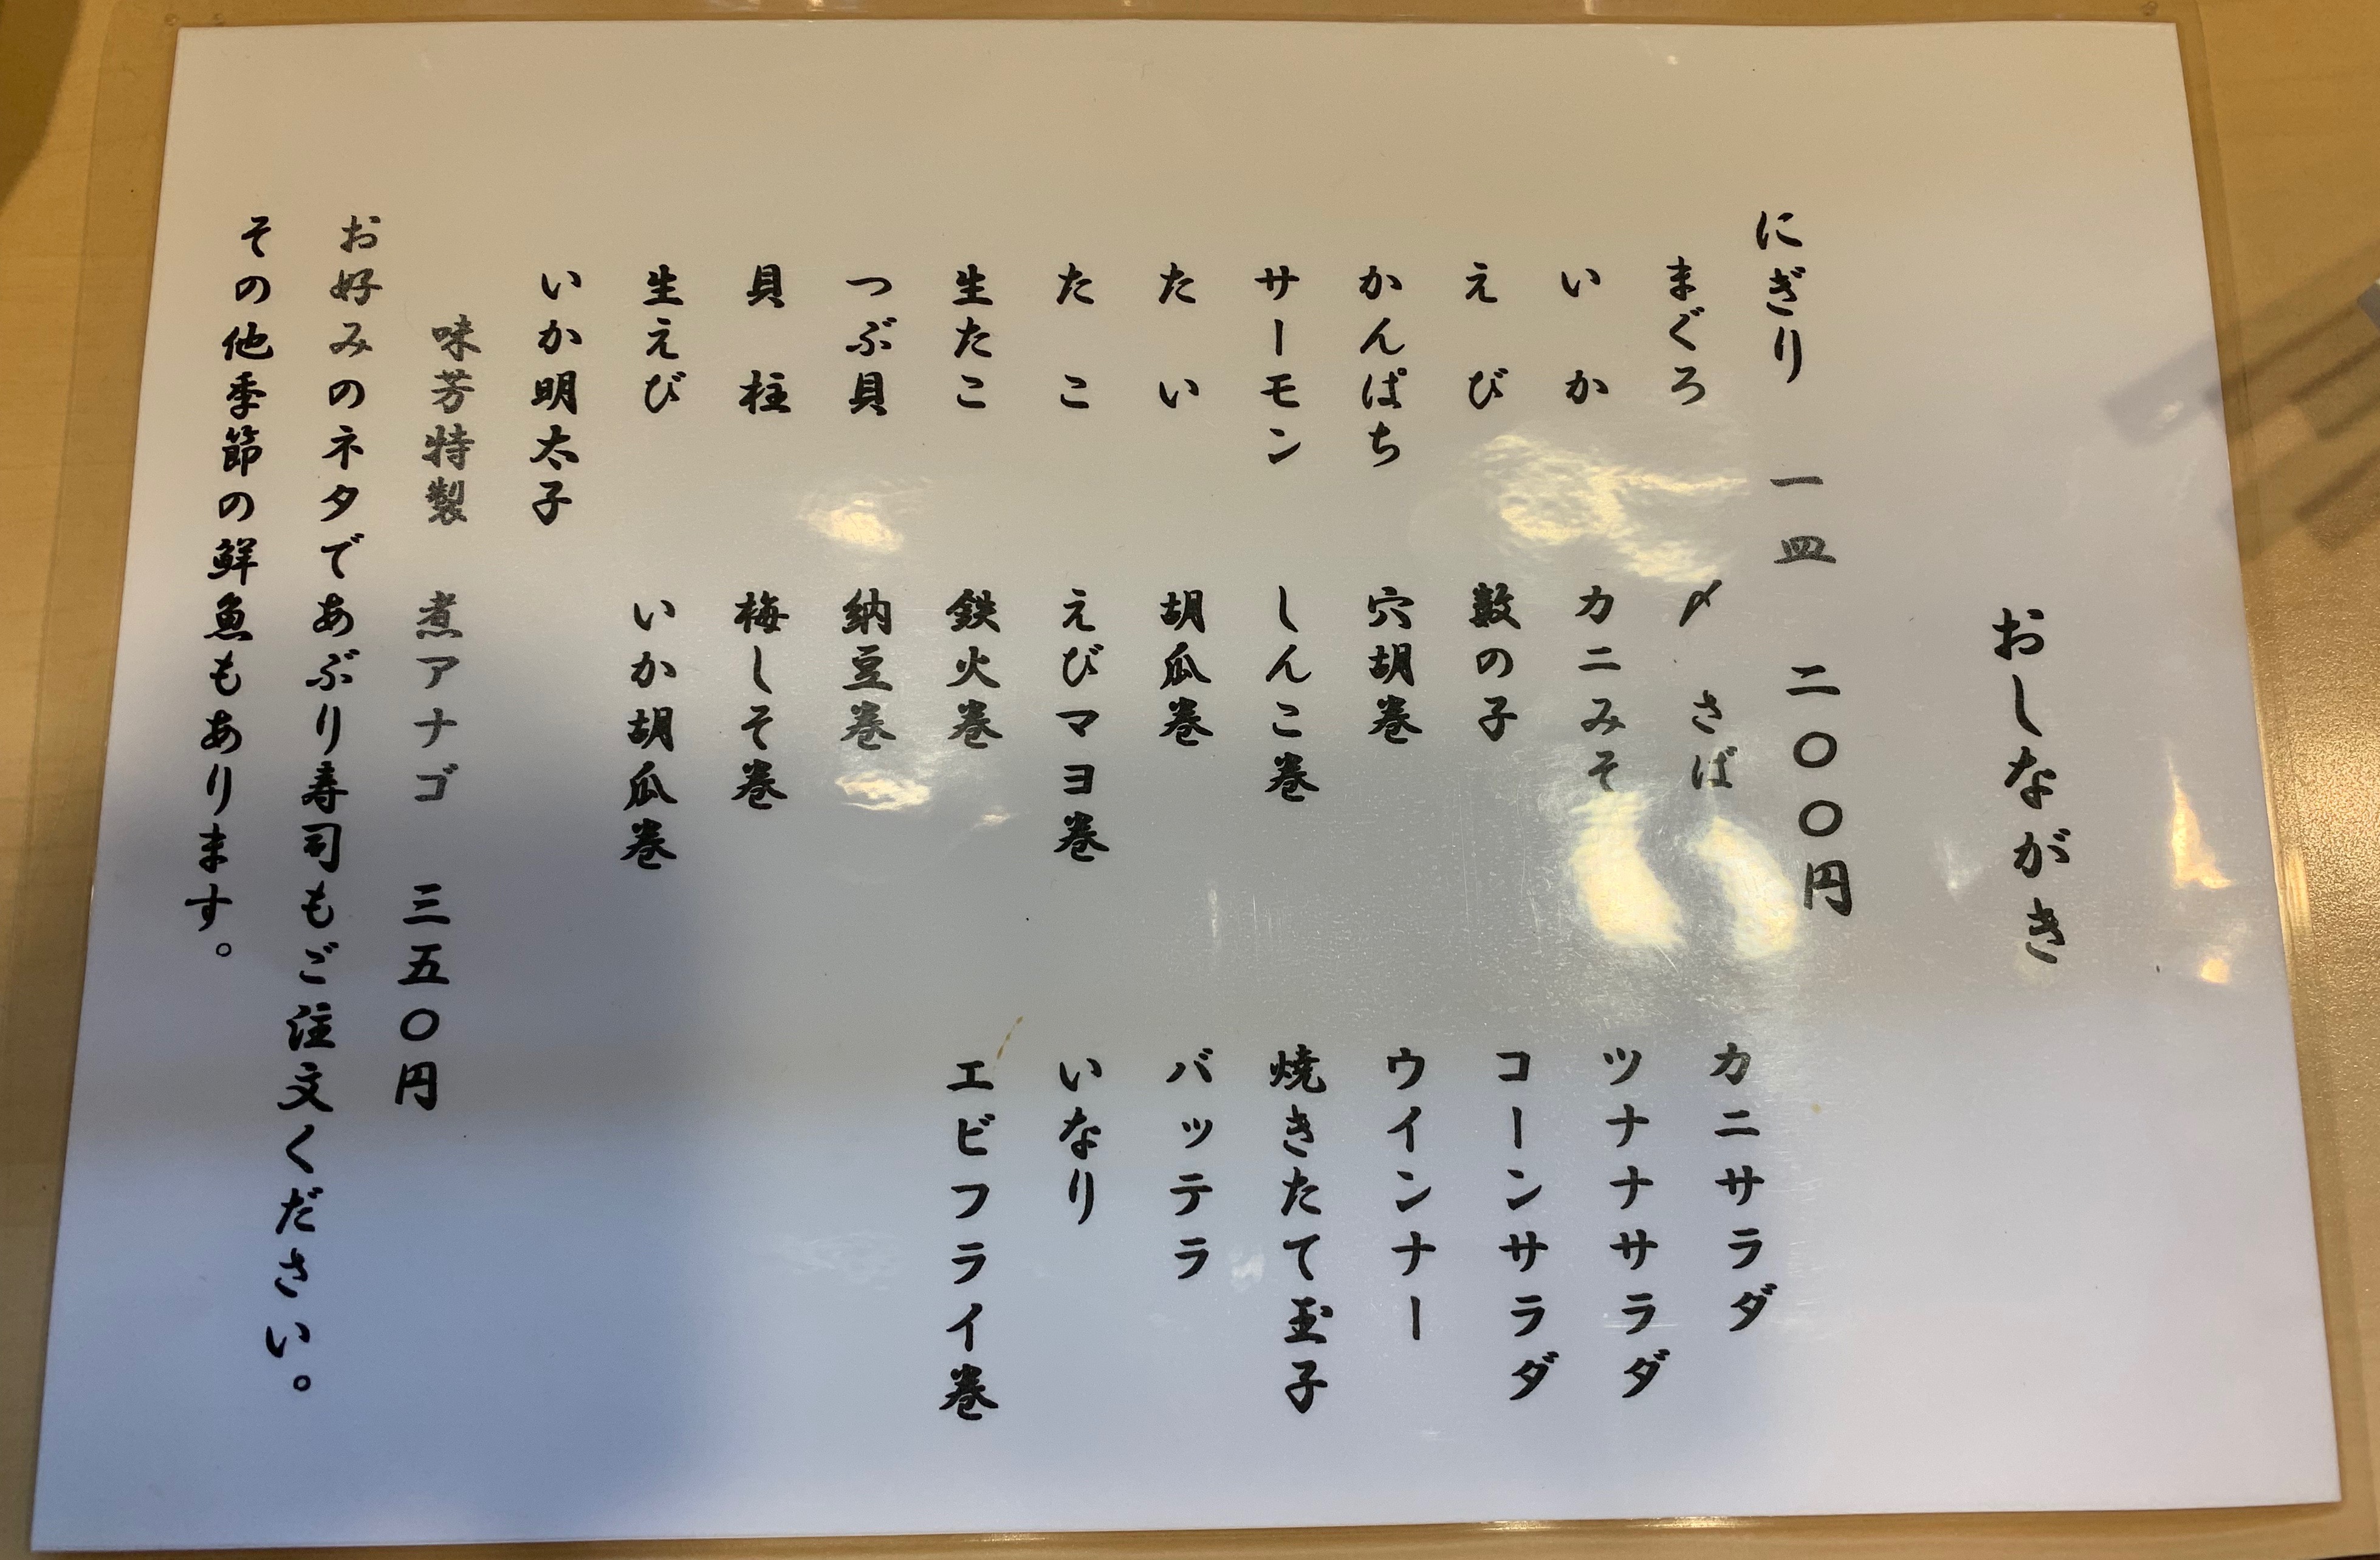 おしながき
にぎり 一皿 二〇〇円
まぐろ 〆 さば カニサラダ
いか カニみそ ツナナサラダ
えび 数の子 コーンサラダ
かんぱち 穴胡巻 ウインナー
サーモン しんこ巻 焼きたて玉子
たい 胡瓜巻 バッテラ
たこ えびマヨ巻 いなり
生たこ 鉄火巻 エビフライ巻
つぶ貝 納豆巻
貝柱 梅しそ巻
生えび いか胡瓜巻
いか明太子
味芳特製 煮アナゴ 三五〇円
お好みのネタであぶり寿司もご注文ください。
その他季節の鮮魚もあります。